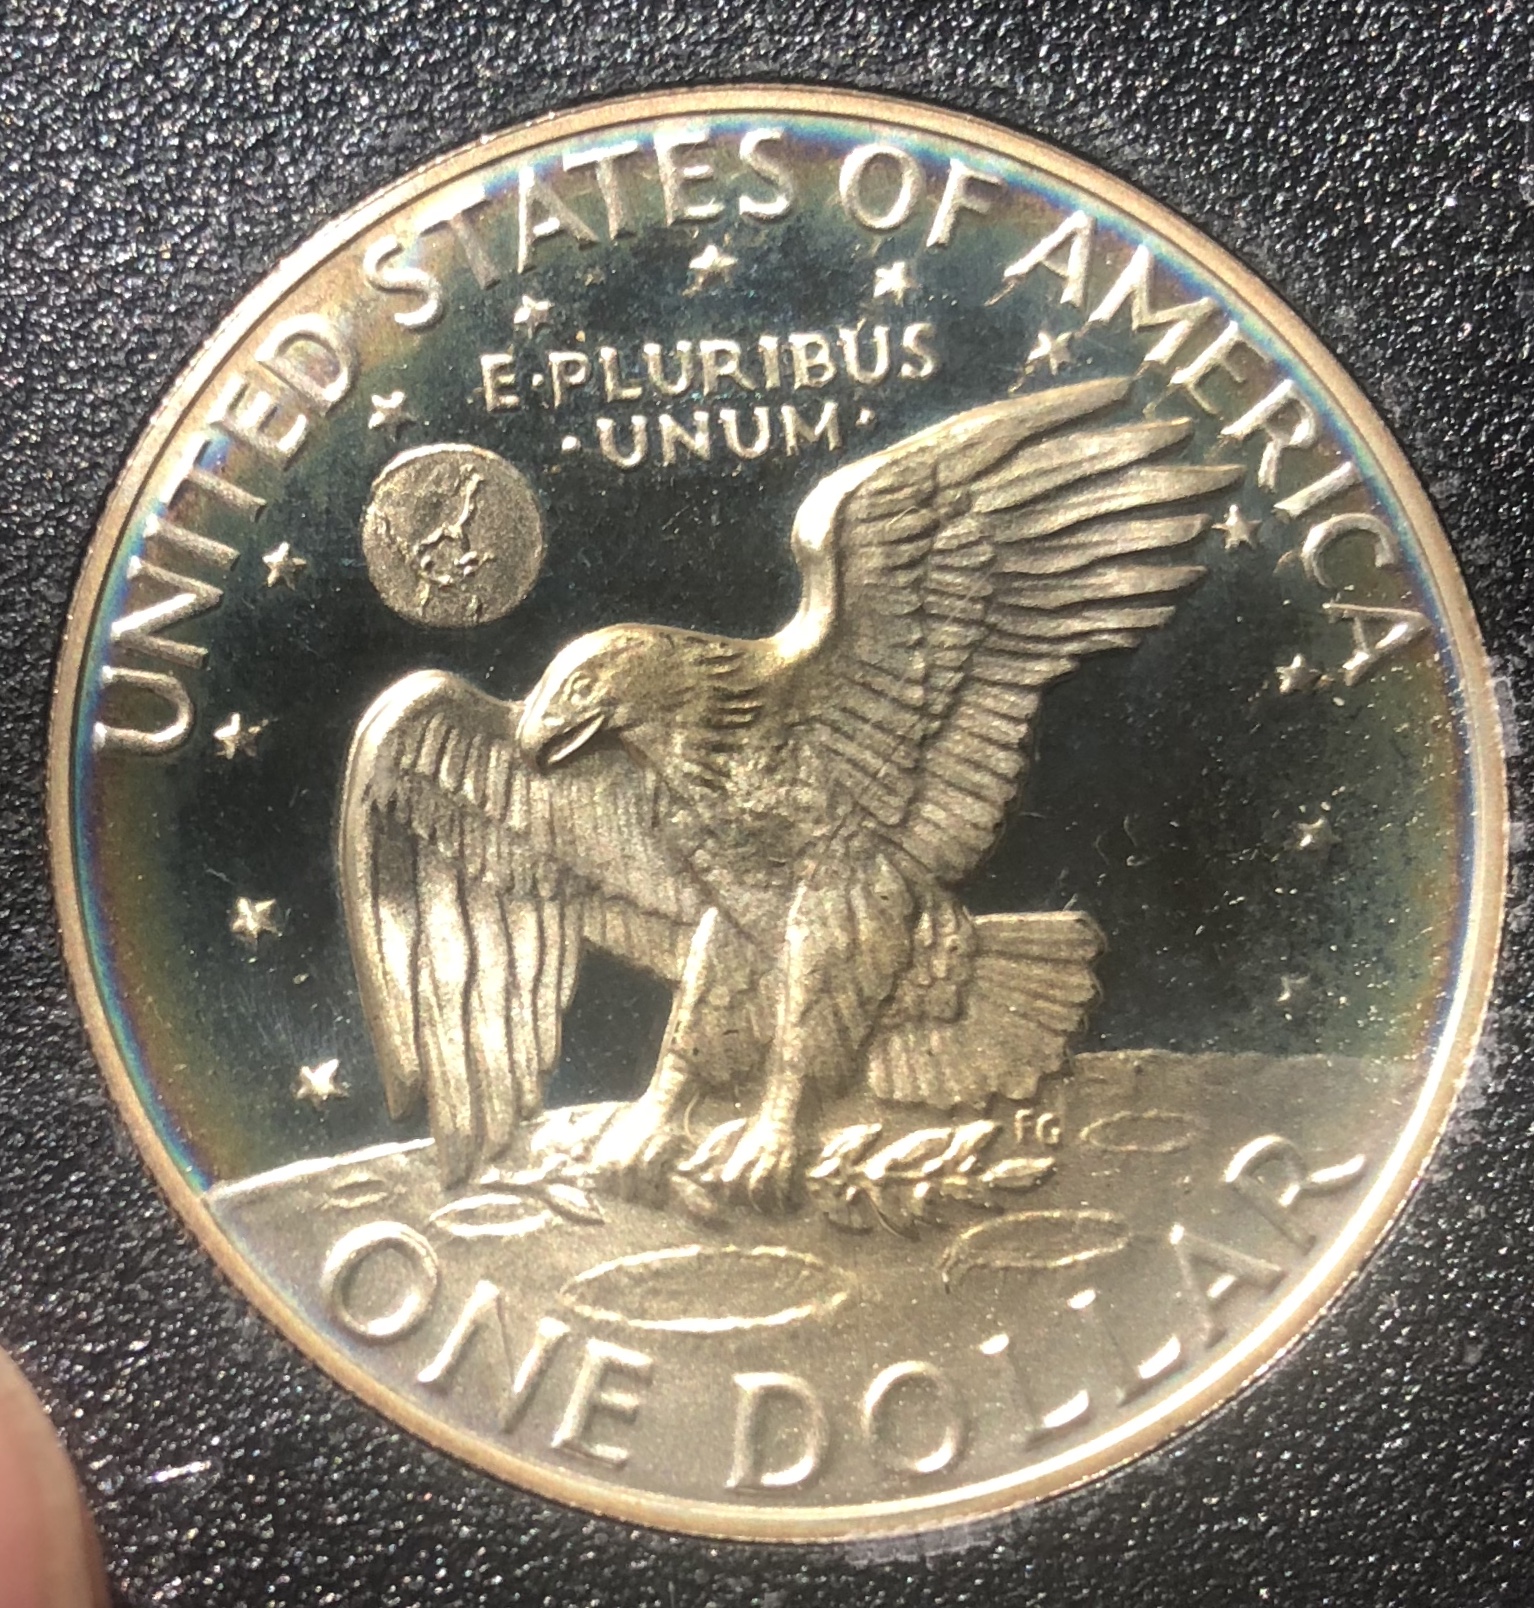 UNITED STATES OF AMERICA
E·PLURIBUS
·UNUM·
FG
ONE DOLLAR